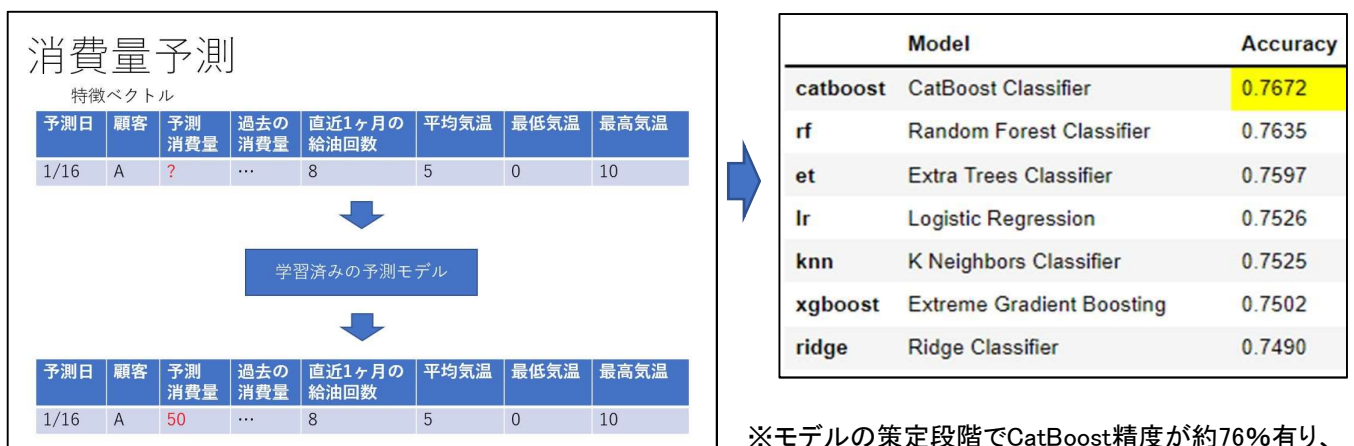 消費量予測
特徴ベクトル
予測日 顧客 予測消費量 過去の消費量 直近1ヶ月の給油回数 平均気温 最低気温 最高気温
1/16 A ? … 8 5 0 10
学習済みの予測モデル
予測日 顧客 予測消費量 過去の消費量 直近1ヶ月の給油回数 平均気温 最低気温 最高気温
1/16 A 50 … 8 5 0 10
Model Accuracy
catboost CatBoost Classifier 0.7672
rf Random Forest Classifier 0.7635
et Extra Trees Classifier 0.7597
lr Logistic Regression 0.7526
knn K Neighbors Classifier 0.7525
xgboost Extreme Gradient Boosting 0.7502
ridge Ridge Classifier 0.7490
※モデルの策定段階でCatBoost精度が約76%有り、